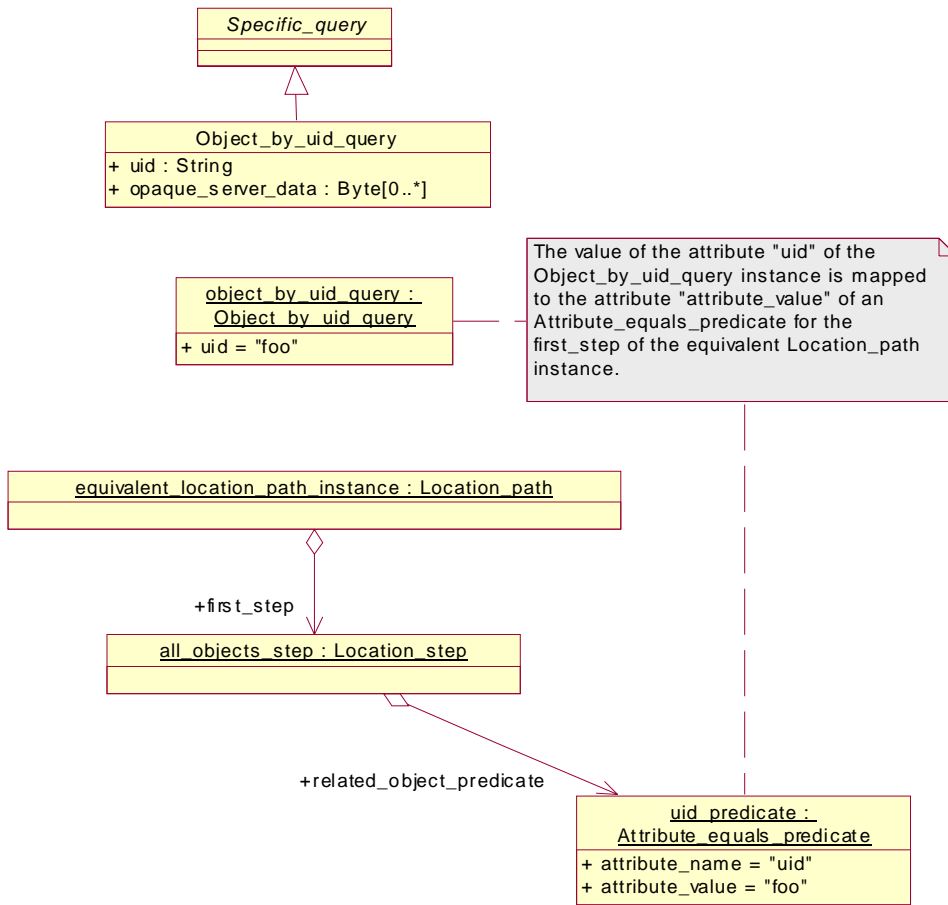 Specific_query
Object_by_uid_query
+ uid : String
+ opaque_server_data : Byte[0..*]
The value of the attribute "uid" of the
Object_by_uid_query instance is mapped
to the attribute "attribute_value" of an
Attribute_equals_predicate for the
first_step of the equivalent Location_path
instance.
object_by_uid_query :
Object_by_uid_query
+ uid = "foo"
equivalent_location_path_instance : Location_path
+first_step
all_objects_step : Location_step
+related_object_predicate
uid_predicate :
Attribute_equals_predicate
+ attribute_name = "uid"
+ attribute_value = "foo"